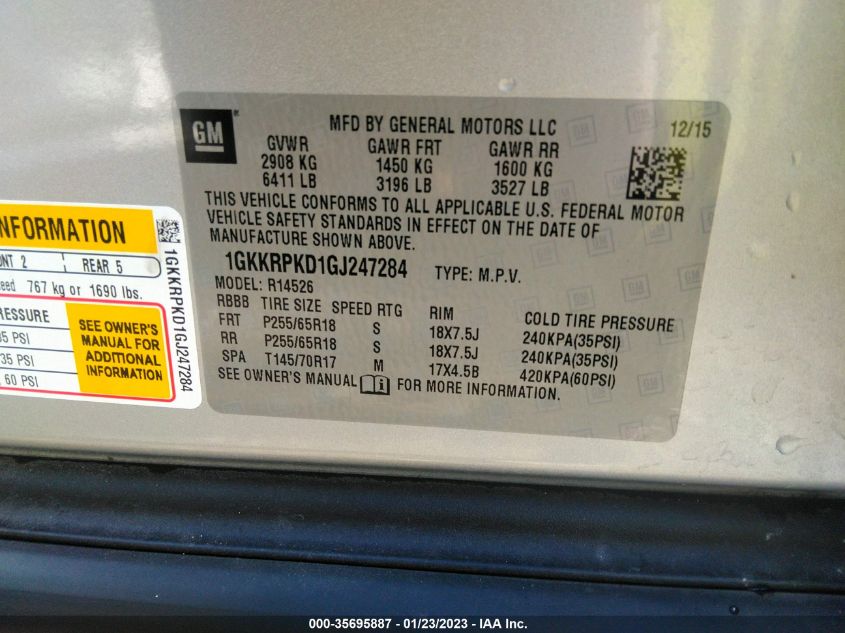 GM
MFD BY GENERAL MOTORS LLC 12/15
GVWR GAWR FRT GAWR RR
2908 KG 1450 KG 1600 KG
6411 LB 3196 LB 3527 LB
THIS VEHICLE CONFORMS TO ALL APPLICABLE U.S. FEDERAL MOTOR
VEHICLE SAFETY STANDARDS IN EFFECT ON THE DATE OF
MANUFACTURE SHOWN ABOVE.
1GKKRPKD1GJ247284 TYPE: M.P.V.
MODEL: R14526
RBBB TIRE SIZE SPEED RTG RIM COLD TIRE PRESSURE
FRT P255/65R18 S 18X7.5J 240KPA(35PSI)
RR P255/65R18 S 18X7.5J 240KPA(35PSI)
SPA T145/70R17 M 17X4.5B 420KPA(60PSI)
SEE OWNER'S MANUAL FOR MORE INFORMATION.
INFORMATION
2 REAR 5
767 kg or 1690 lbs.
PRESSURE
35 PSI
35 PSI
60 PSI
SEE OWNER'S
MANUAL FOR
ADDITIONAL
INFORMATION
1GKKRPKD1GJ247284
000-35695887 - 01/23/2023 - IAA Inc.